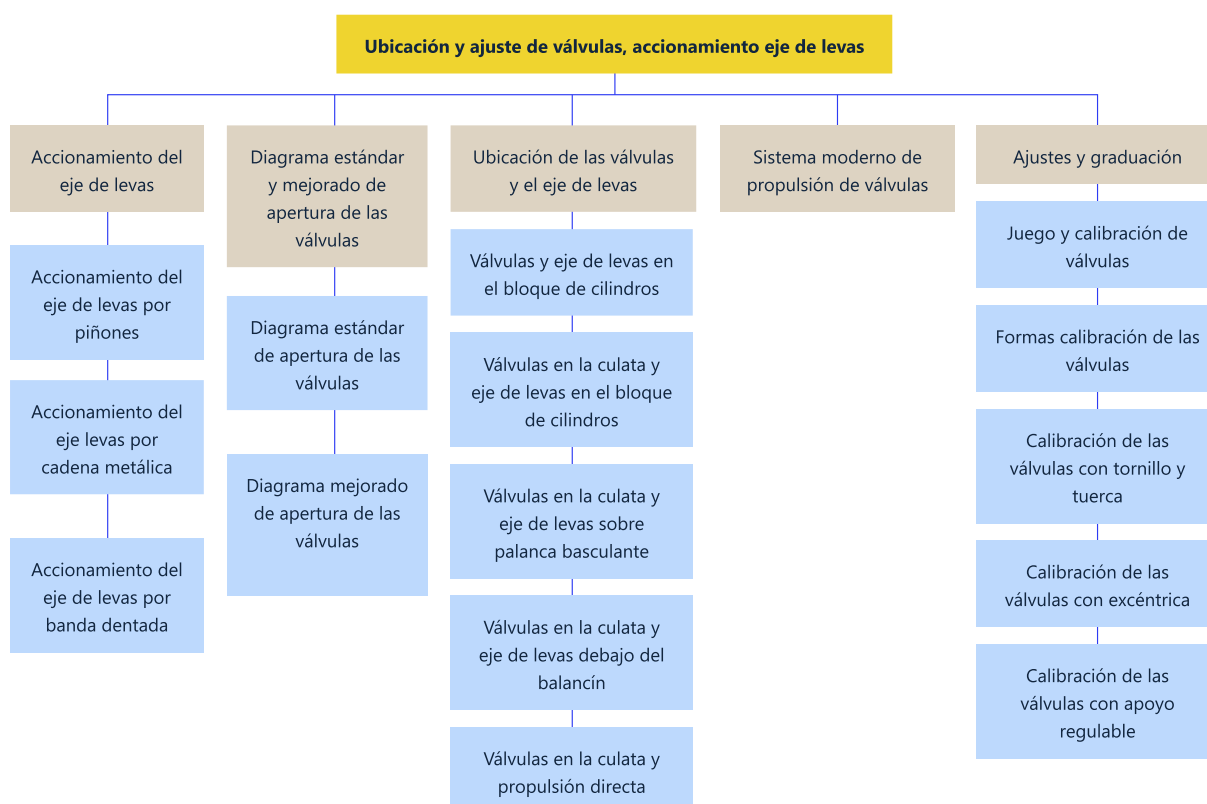 Ubicación y ajuste de válvulas, accionamiento eje de levas
Accionamiento del
eje de levas
Accionamiento del
eje de levas por
piñones
Accionamiento del
eje levas por
cadena metálica
Accionamiento del
eje de levas por
banda dentada
Diagrama estándar
y mejorado de
apertura de las
válvulas
Diagrama estándar
de apertura de las
válvulas
Diagrama mejorado
de apertura de las
válvulas
Ubicación de las válvulas
y el eje de levas
Válvulas y eje de levas en
el bloque de cilindros
Válvulas en la culata y
eje de levas en el bloque
de cilindros
Válvulas en la culata y
eje de levas sobre
palanca basculante
Válvulas en la culata y
eje de levas debajo del
balancín
Válvulas en la culata y
propulsión directa
Sistema moderno de
propulsión de válvulas
Ajustes y graduación
Juego y calibración de
válvulas
Formas calibración de las
válvulas
Calibración de las
válvulas con tornillo y
tuerca
Calibración de las
válvulas con excéntrica
Calibración de las
válvulas con apoyo
regulable